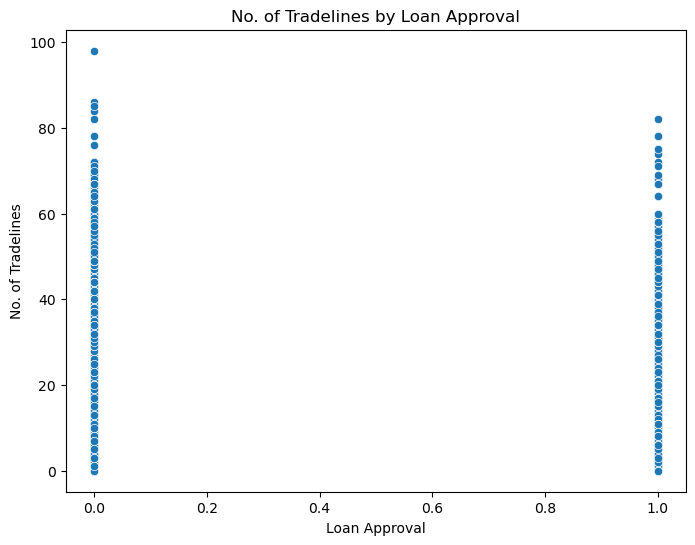 No. of Tradelines by Loan Approval
100
80
60
40
20
0
No. of Tradelines
0.0 0.2 0.4 0.6 0.8 1.0
Loan Approval